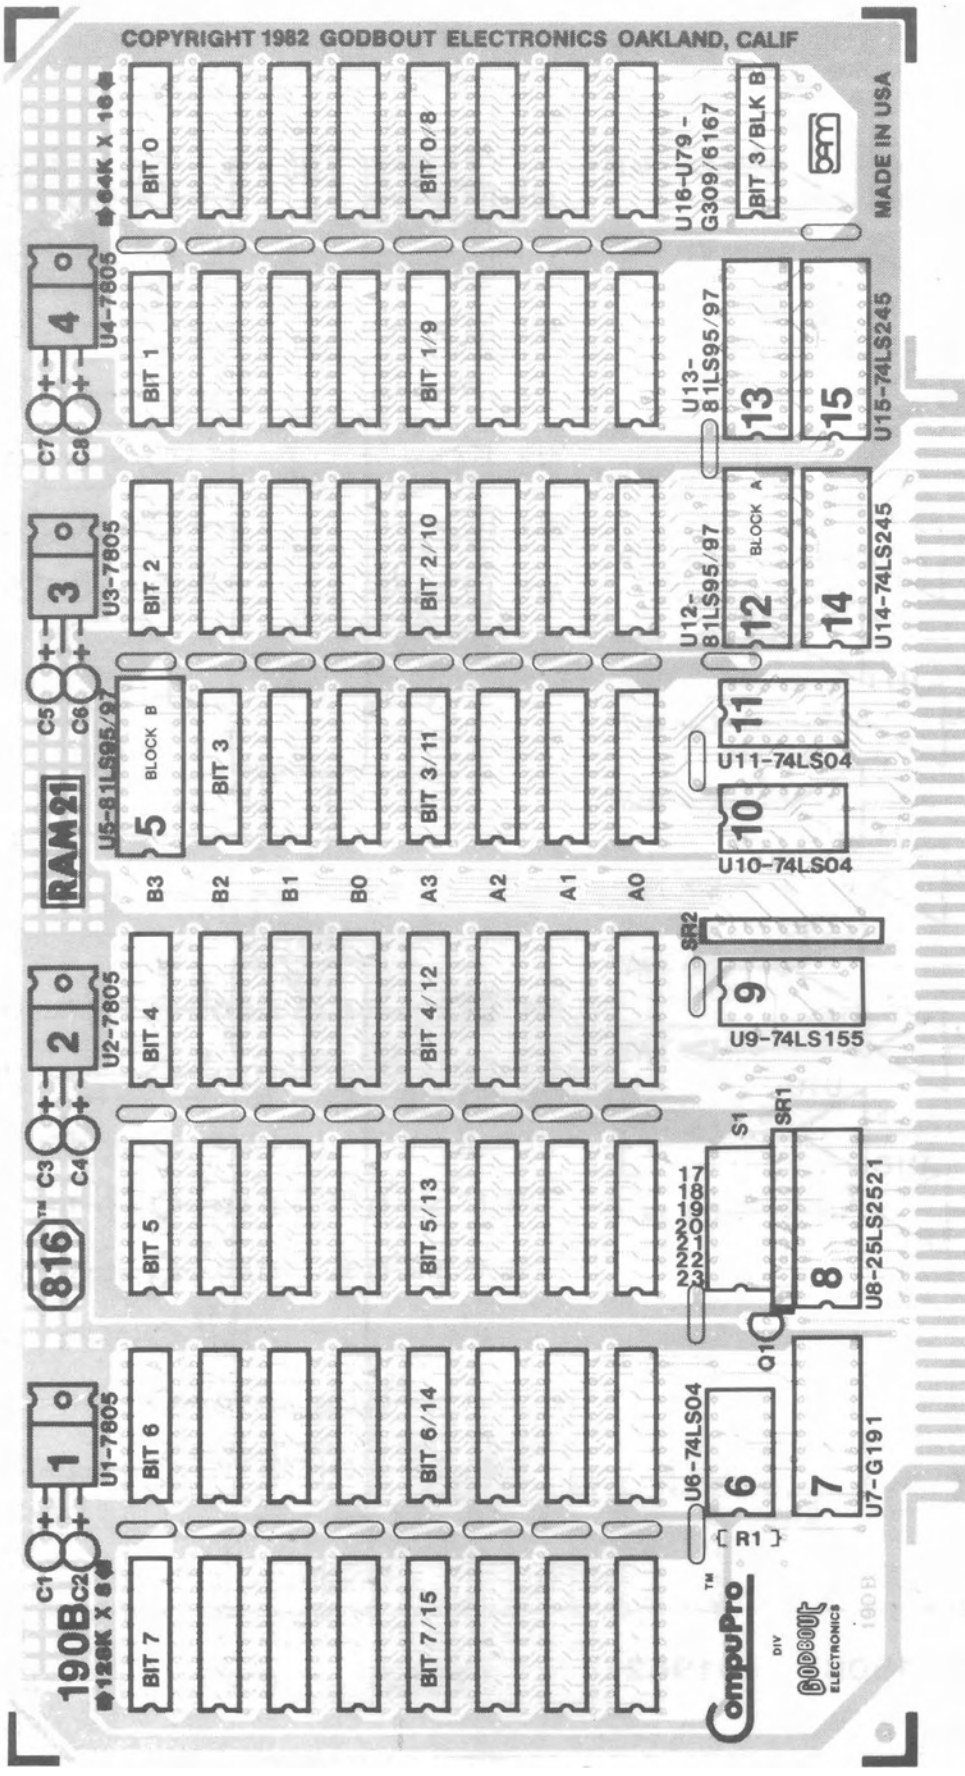 COPYRIGHT 1982 GODBOUT ELECTRONICS OAKLAND, CALIF
64K X 16
BIT 0
BIT 0/8
U16-U79 -
G309/6167
BIT 3/BLK B
bam
MADE IN USA
4
U4-7805
C7 +-
C8 +-
BIT 1
BIT 1/9
U13-
81LS95/97
13
15
U15-74LS245
3
U3-7805
C5 +-
C6 +-
BIT 2
BIT 2/10
U12-
81LS95/97
12 BLOCK A
14
U14-74LS245
RAM 21
U5-81LS95/97
5 BLOCK B
BIT 3
BIT 3/11
11
U11-74LS04
10
U10-74LS04
B3
B2
B1
B0
A3
A2
A1
A0
SR2
2
U2-7805
C3 +-
C4 +-
BIT 4
BIT 4/12
9
U9-74LS155
816™
BIT 5
BIT 5/13
17
18
19
20
21
22
23
S1
SR1
8
U8-25LS2521
Q1
1
U1-7805
C1 +-
C2 +-
BIT 6
BIT 6/14
U6-74LS04
6
7
U7-G191
R1
190B
128K X 8
BIT 7
BIT 7/15
CompuPro™
DIV
GODBOUT
ELECTRONICS
190B